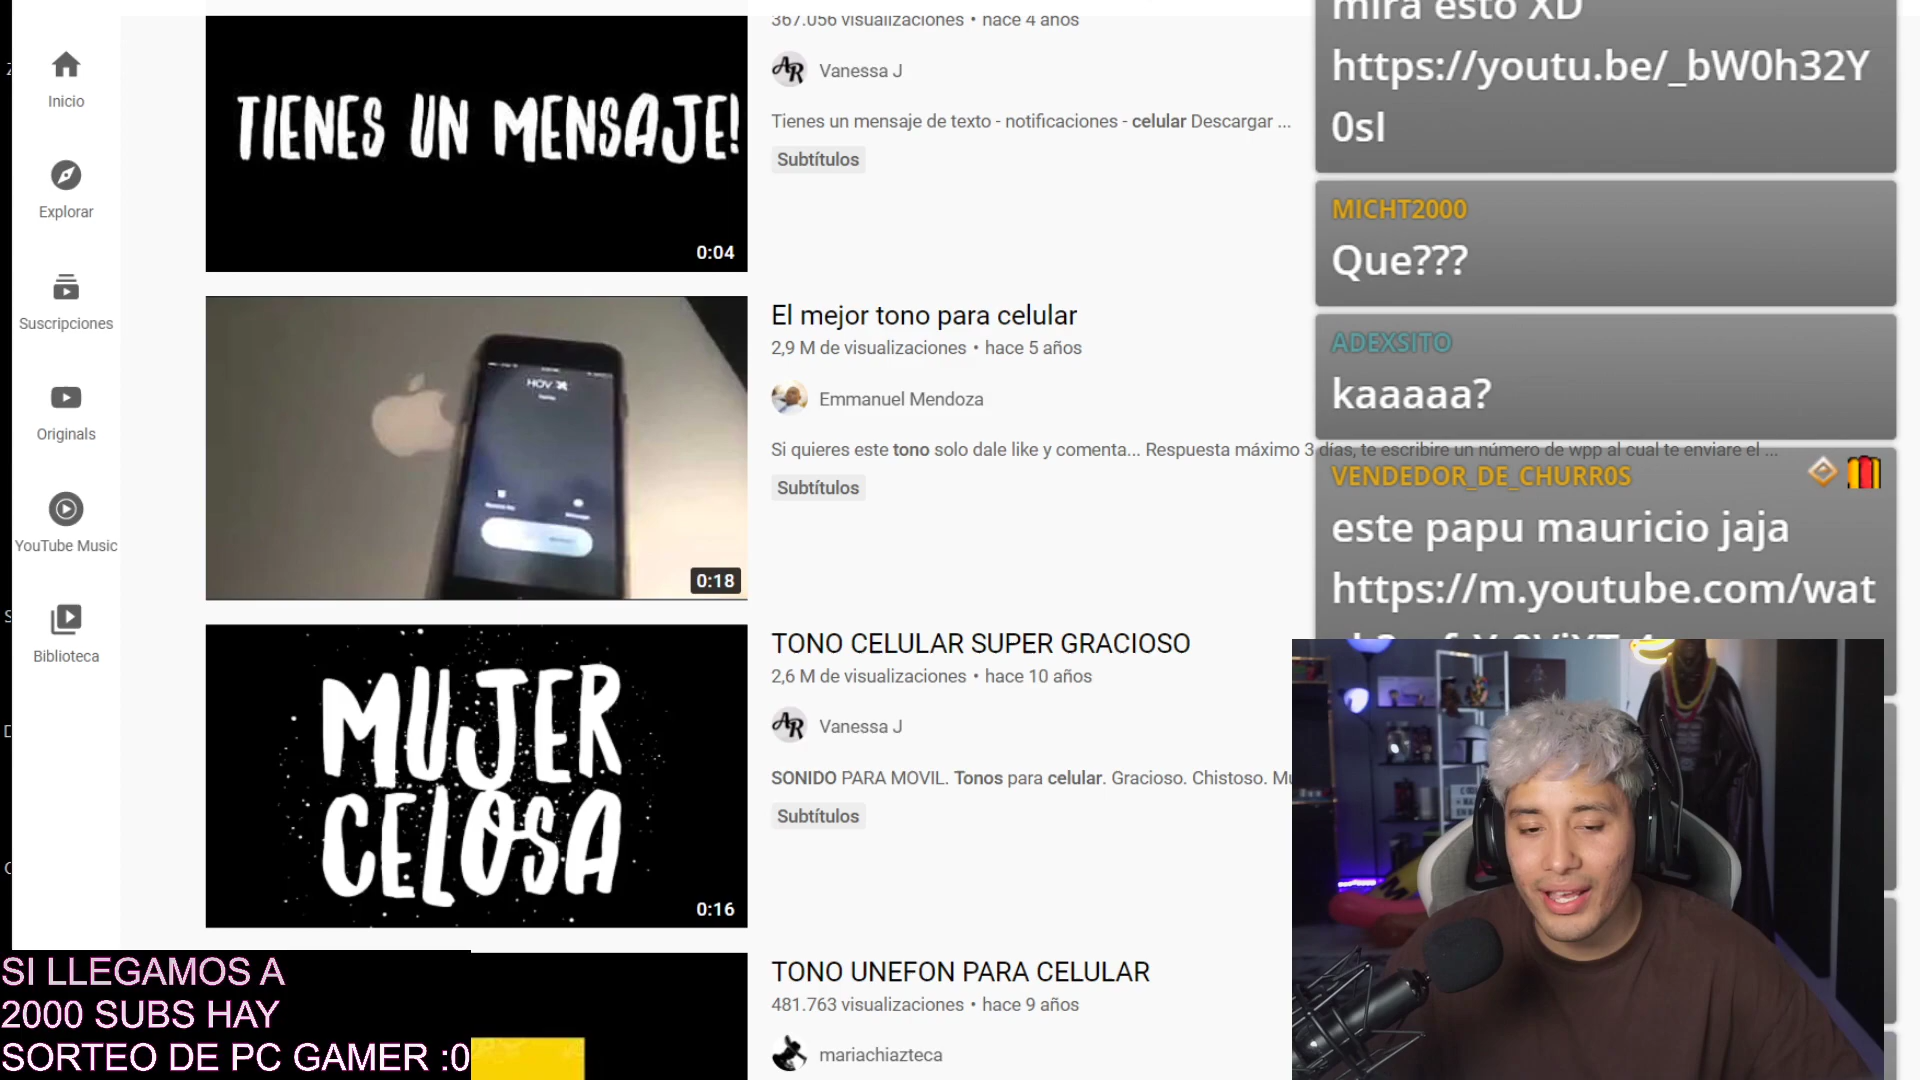 Inicio
Explorar
Suscripciones
Originals
YouTube Music
Biblioteca
TIENES UN MENSAJE!
0:04
367.056 visualizaciones • hace 4 años
Vanessa J
Tienes un mensaje de texto - notificaciones - celular Descargar ...
Subtítulos
0:18
El mejor tono para celular
2,9 M de visualizaciones • hace 5 años
Emmanuel Mendoza
Si quieres este tono solo dale like y comenta... Respuesta máximo 3 días, te escribire un número de wpp al cual te enviare el ...
Subtítulos
MUJER
CELOSA
0:16
TONO CELULAR SUPER GRACIOSO
2,6 M de visualizaciones • hace 10 años
Vanessa J
SONIDO PARA MOVIL. Tonos para celular. Gracioso. Chistoso.
Subtítulos
TONO UNEFON PARA CELULAR
481.763 visualizaciones • hace 9 años
mariachiazteca
mira esto XD
https://youtu.be/_bW0h32Y
0sI
MICHT2000
Que???
ADEXSITO
kaaaaa?
VENDEDOR_DE_CHURR0S
este papu mauricio jaja
https://m.youtube.com/wat
SI LLEGAMOS A
2000 SUBS HAY
SORTEO DE PC GAMER :0